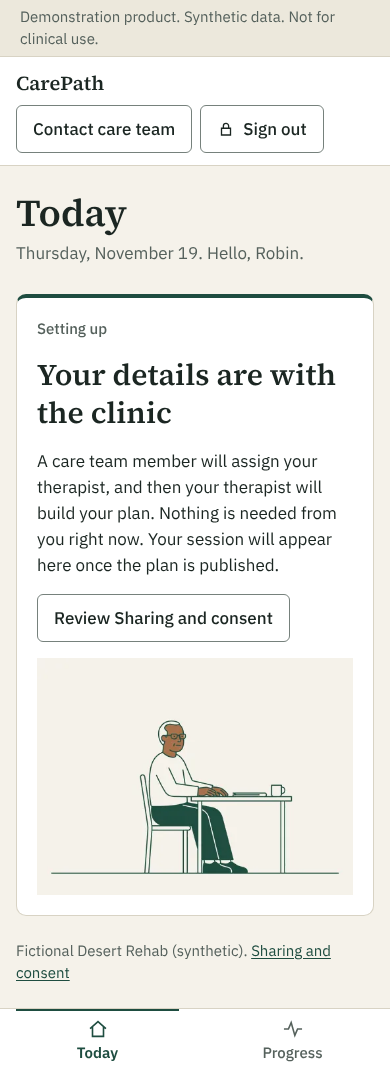 Demonstration product. Synthetic data. Not for
clinical use.
CarePath
Contact care team
Sign out
Today
Thursday, November 19. Hello, Robin.
Setting up
Your details are with
the clinic
A care team member will assign your
therapist, and then your therapist will
build your plan. Nothing is needed from
you right now. Your session will appear
here once the plan is published.
Review Sharing and consent
Fictional Desert Rehab (synthetic). Sharing and
consent
Today
Progress